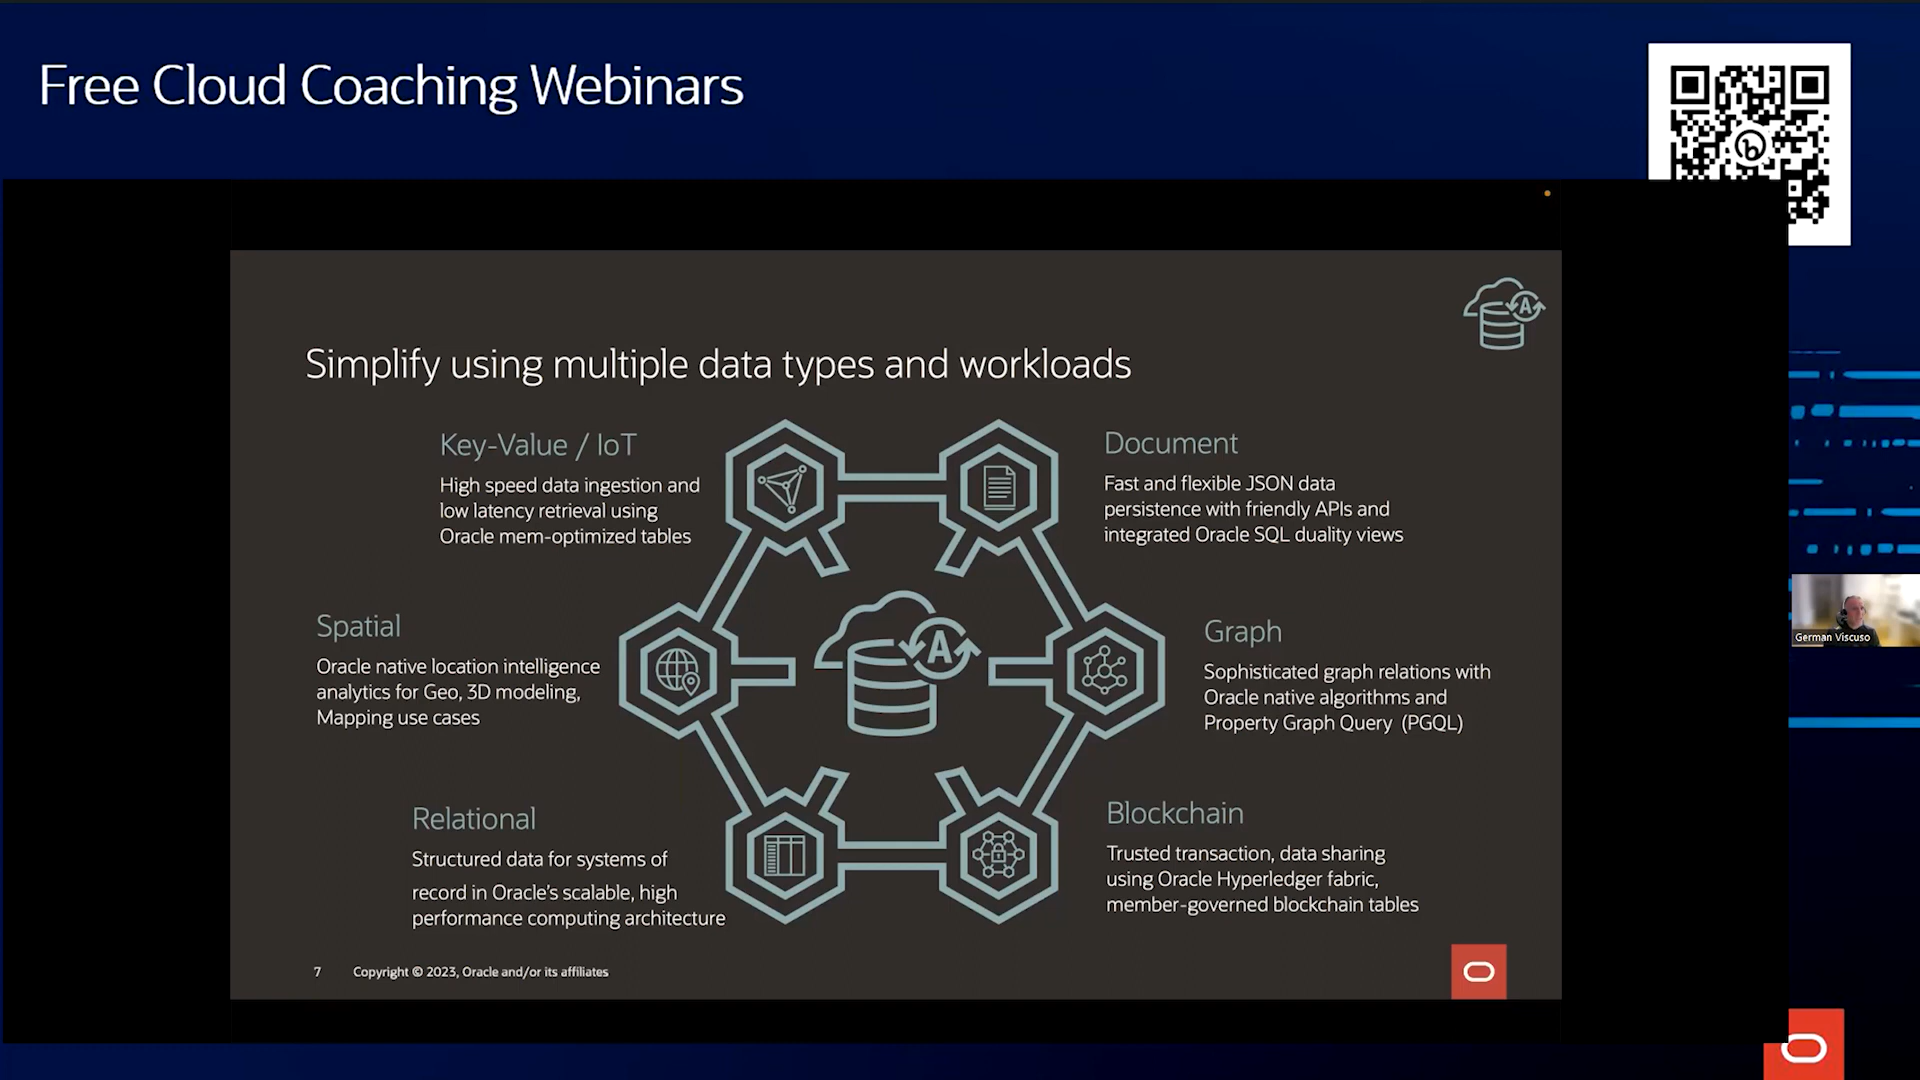 Free Cloud Coaching Webinars
b
A
Simplify using multiple data types and workloads
Key-Value / IoT
High speed data ingestion and
low latency retrieval using
Oracle mem-optimized tables
Document
Fast and flexible JSON data
persistence with friendly APIs and
integrated Oracle SQL duality views
Spatial
Oracle native location intelligence
analytics for Geo, 3D modeling,
Mapping use cases
A
Graph
Sophisticated graph relations with
Oracle native algorithms and
Property Graph Query (PGQL)
German Viscuso
Relational
Structured data for systems of
record in Oracle's scalable, high
performance computing architecture
Blockchain
Trusted transaction, data sharing
using Oracle Hyperledger fabric,
member-governed blockchain tables
7 Copyright © 2023, Oracle and/or its affiliates